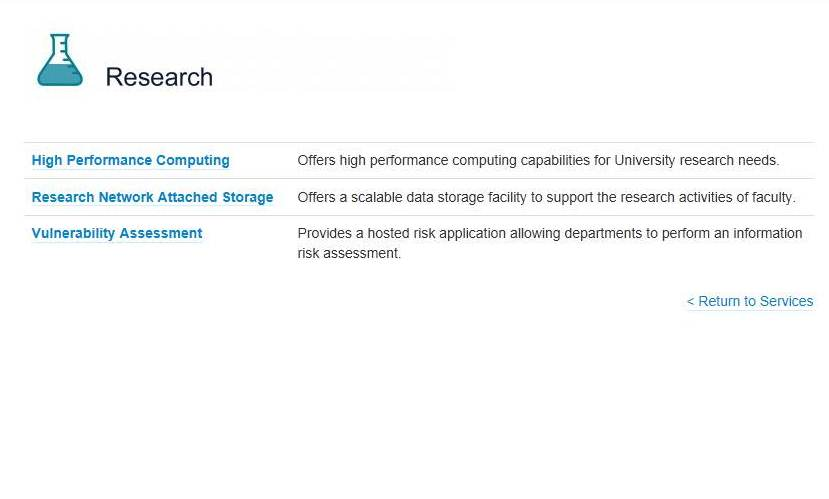 Research
High Performance Computing Offers high performance computing capabilities for University research needs.
Research Network Attached Storage Offers a scalable data storage facility to support the research activities of faculty.
Vulnerability Assessment Provides a hosted risk application allowing departments to perform an information
risk assessment.
< Return to Services